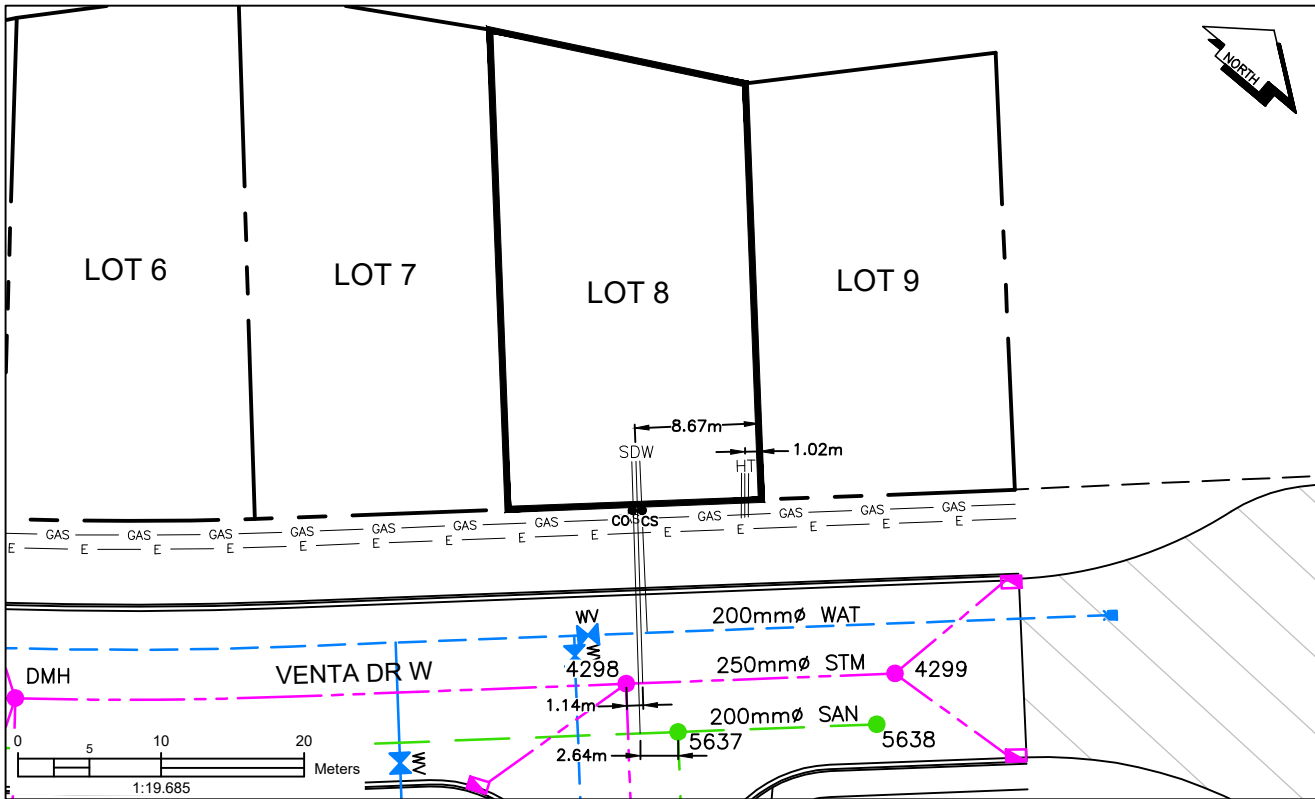 NORTH
LOT 6
LOT 7
LOT 8
LOT 9
8.67m
1.02m
SDW
HT
GAS GAS GAS GAS GAS GAS GAS GAS GAS GAS
CO CS
E E E E E E E E E E E E E E
WV
200mmø WAT
DMH
VENTA DR W
4298
250mmø STM
4299
1.14m
200mmø SAN
5637
5638
2.64m
0 5 10 20
Meters
1:19.685